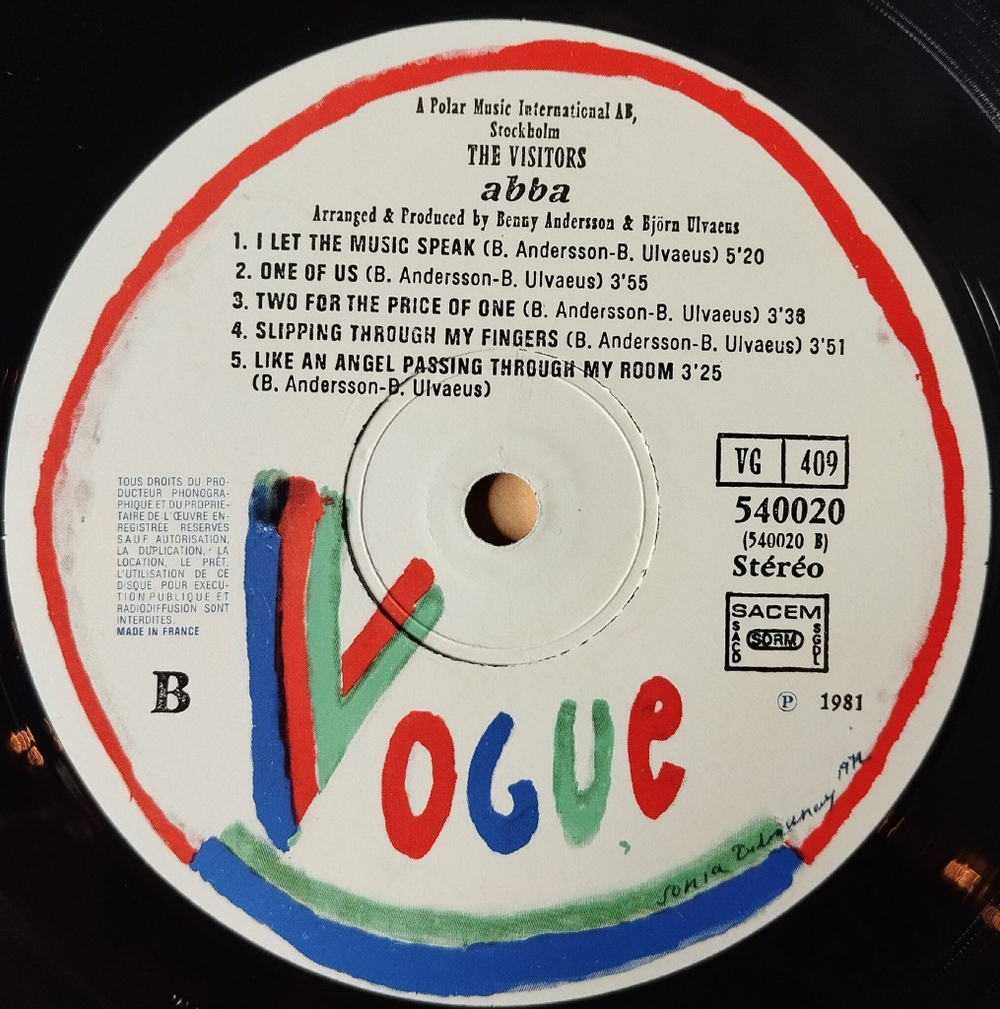 A Polar Music International AB,
Stockholm
THE VISITORS
abba
Arranged & Produced by Benny Andersson & Björn Ulvaeus
1. I LET THE MUSIC SPEAK (B. Andersson-B. Ulvaeus) 5'20
2. ONE OF US (B. Andersson-B. Ulvaeus) 3'55
3. TWO FOR THE PRICE OF ONE (B. Andersson-B. Ulvaeus) 3'38
4. SLIPPING THROUGH MY FINGERS (B. Andersson-B. Ulvaeus) 3'51
5. LIKE AN ANGEL PASSING THROUGH MY ROOM 3'25
(B. Andersson-B. Ulvaeus)
VG 409
540020
(540020 B)
Stéréo
SACEM
SACD SDRM SGDL
℗ 1981
TOUS DROITS DU PRO-
DUCTEUR PHONOGRA-
PHIQUE ET DU PROPRIE-
TAIRE DE L'ŒUVRE EN-
REGISTREE RESERVES
SAUF AUTORISATION,
LA DUPLICATION, LA
LOCATION, LE PRÊT,
L'UTILISATION DE CE
DISQUE POUR EXECU-
TION PUBLIQUE ET
RADIODIFFUSION SONT
INTERDITES.
MADE IN FRANCE
B
VOGUE
sonia Delaunay